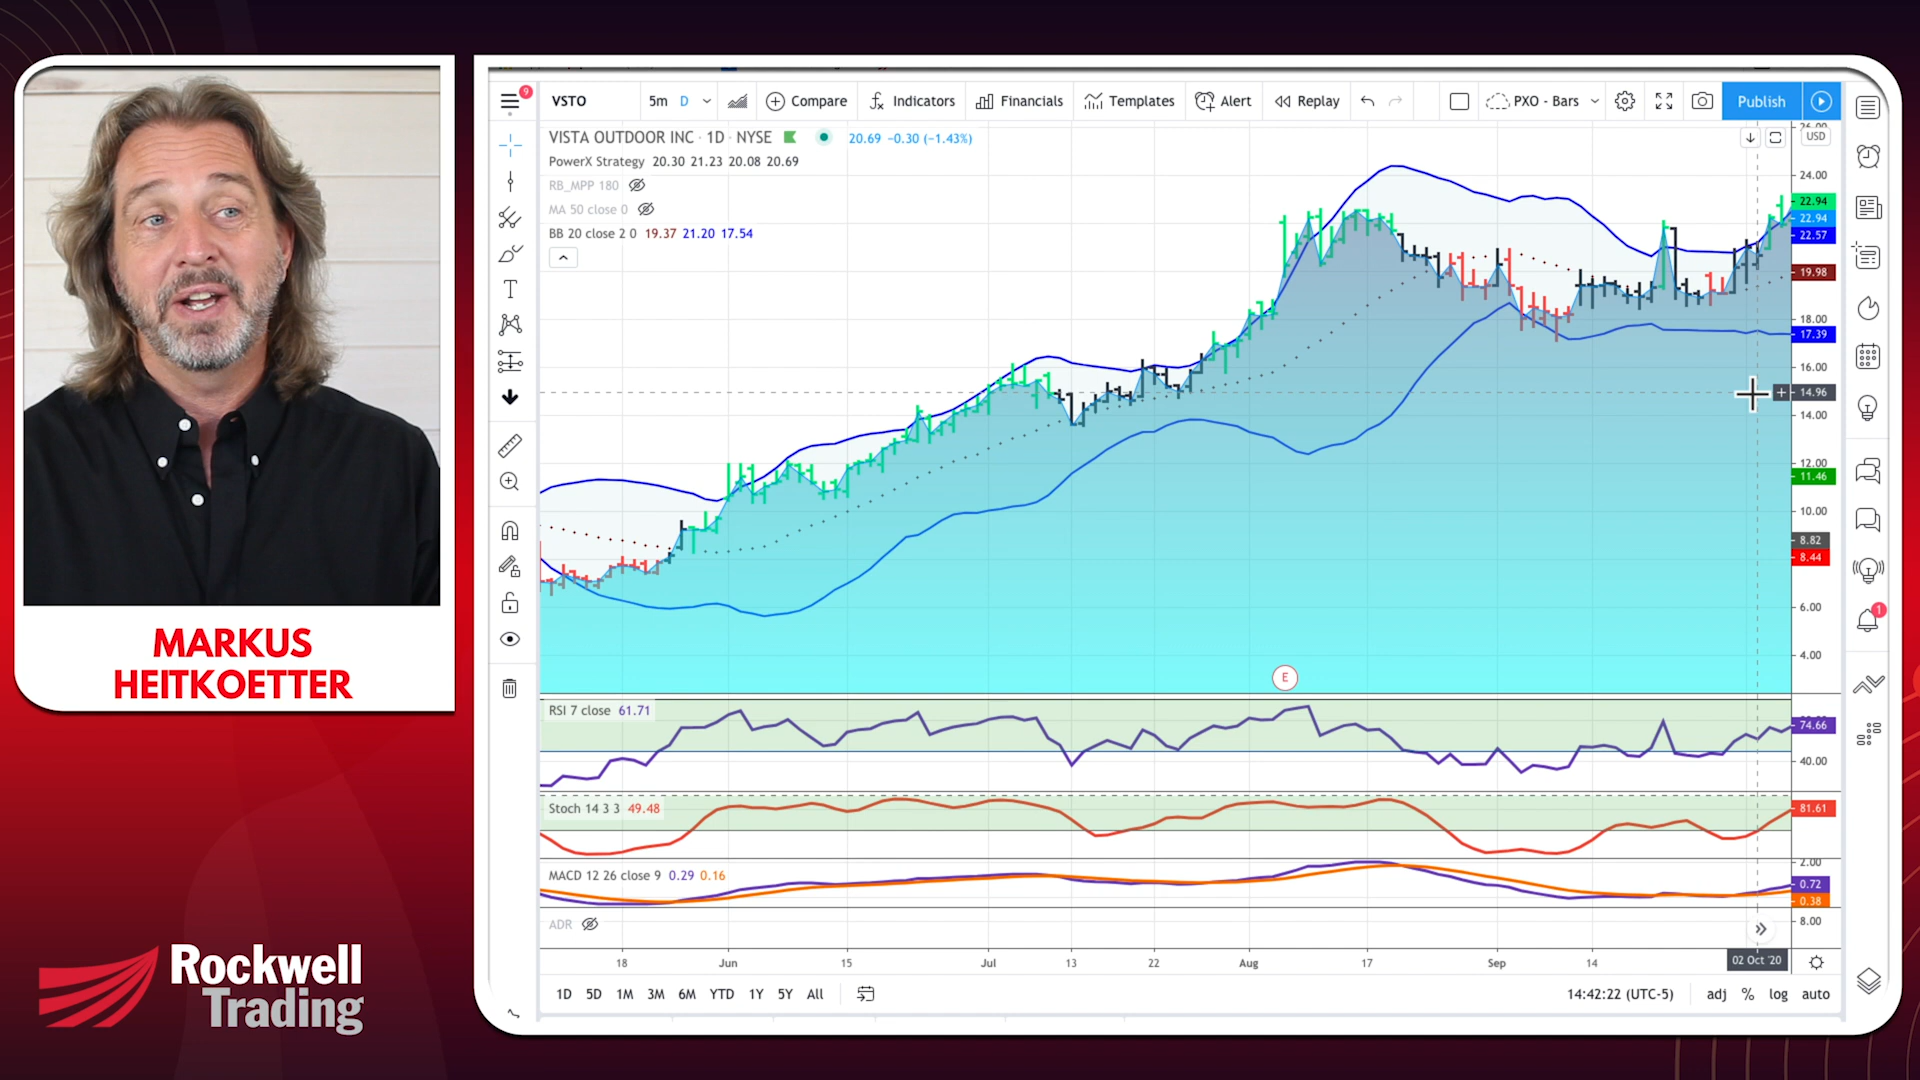 9
VSTO
5m D
Compare
Indicators
Financials
Templates
Alert
Replay
PXO - Bars
Publish
VISTA OUTDOOR INC · 1D · NYSE
20.69 −0.30 (−1.43%)
PowerX Strategy 20.30 21.23 20.08 20.69
RB_MPP 180
MA 50 close 0
BB 20 close 2 0 19.37 21.20 17.54
26.00
USD
24.00
22.94
22.94
22.57
19.98
18.00
17.39
16.00
14.96
14.00
12.00
11.46
10.00
8.82
8.44
6.00
4.00
E
1
RSI 7 close 61.71
74.66
40.00
Stoch 14 3 3 49.48
81.61
MACD 12 26 close 9 0.29 0.16
2.00
0.72
0.38
ADR
8.00
18 Jun 15 Jul 13 22 Aug 17 Sep 14 02 Oct '20
1D 5D 1M 3M 6M YTD 1Y 5Y All
14:42:22 (UTC-5) adj % log auto
MARKUS
HEITKOETTER
Rockwell
Trading